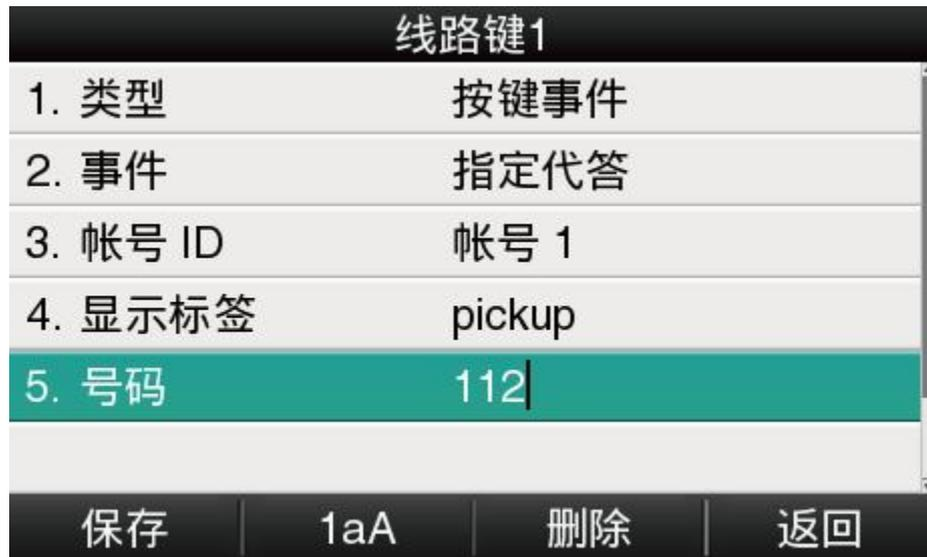 线路键1
1. 类型 按键事件
2. 事件 指定代答
3. 帐号 ID 帐号 1
4. 显示标签 pickup
5. 号码 112
保存 1aA 删除 返回